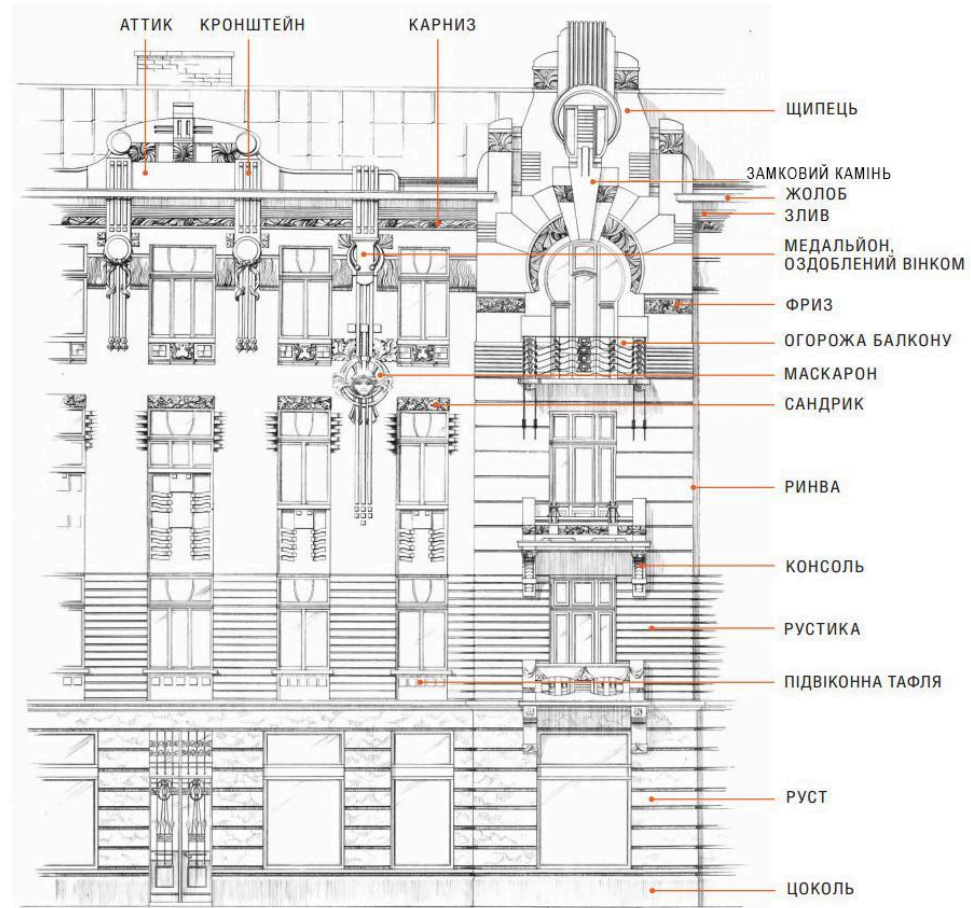 АТТИК
КРОНШТЕЙН
КАРНИЗ
ЩИПЕЦЬ
ЗАМКОВИЙ КАМІНЬ
ЖОЛОБ
ЗЛИВ
МЕДАЛЬЙОН,
ОЗДОБЛЕНИЙ ВІНКОМ
ФРИЗ
ОГОРОЖА БАЛКОНУ
МАСКАРОН
САНДРИК
РИНВА
КОНСОЛЬ
РУСТИКА
ПІДВІКОННА ТАФЛЯ
РУСТ
ЦОКОЛЬ